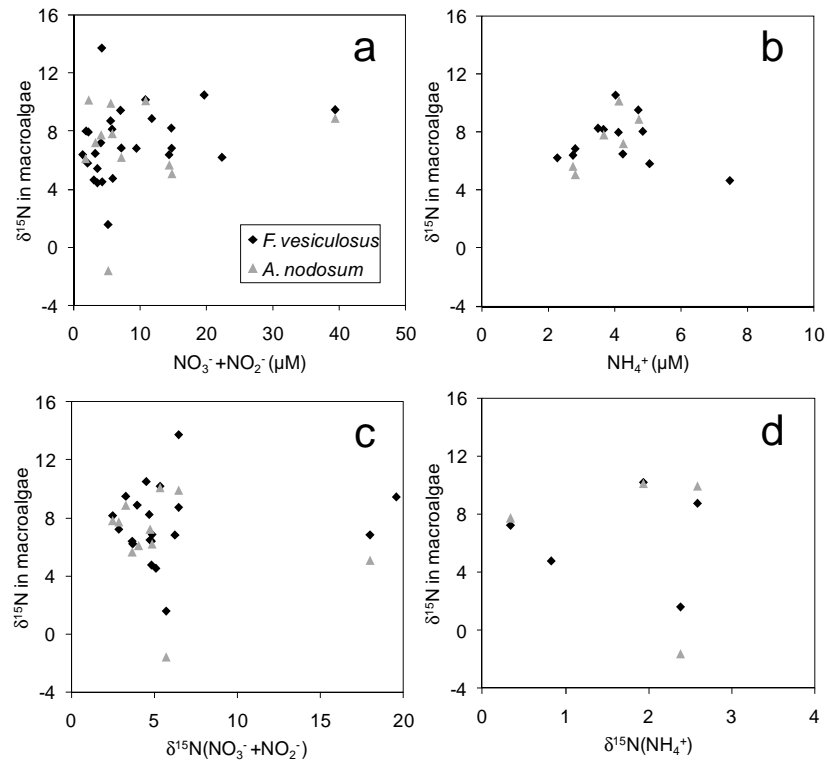 a
16
12
8
4
0
-4
δ¹⁵N in macroalgae
F. vesiculosus
A. nodosum
0 10 20 30 40 50
NO₃⁻+NO₂⁻ (µM)
b
16
12
8
4
0
-4
δ¹⁵N in macroalgae
0 2 4 6 8 10
NH₄⁺ (µM)
c
16
12
8
4
0
-4
δ¹⁵N in macroalgae
0 5 10 15 20
δ¹⁵N(NO₃⁻+NO₂⁻)
d
16
12
8
4
0
-4
δ¹⁵N in macroalgae
0 1 2 3 4
δ¹⁵N(NH₄⁺)